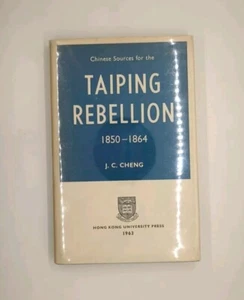 Chinese Sources for the
TAIPING
REBELLION
1850–1864
J. C. CHENG
HONG KONG UNIVERSITY PRESS
1963